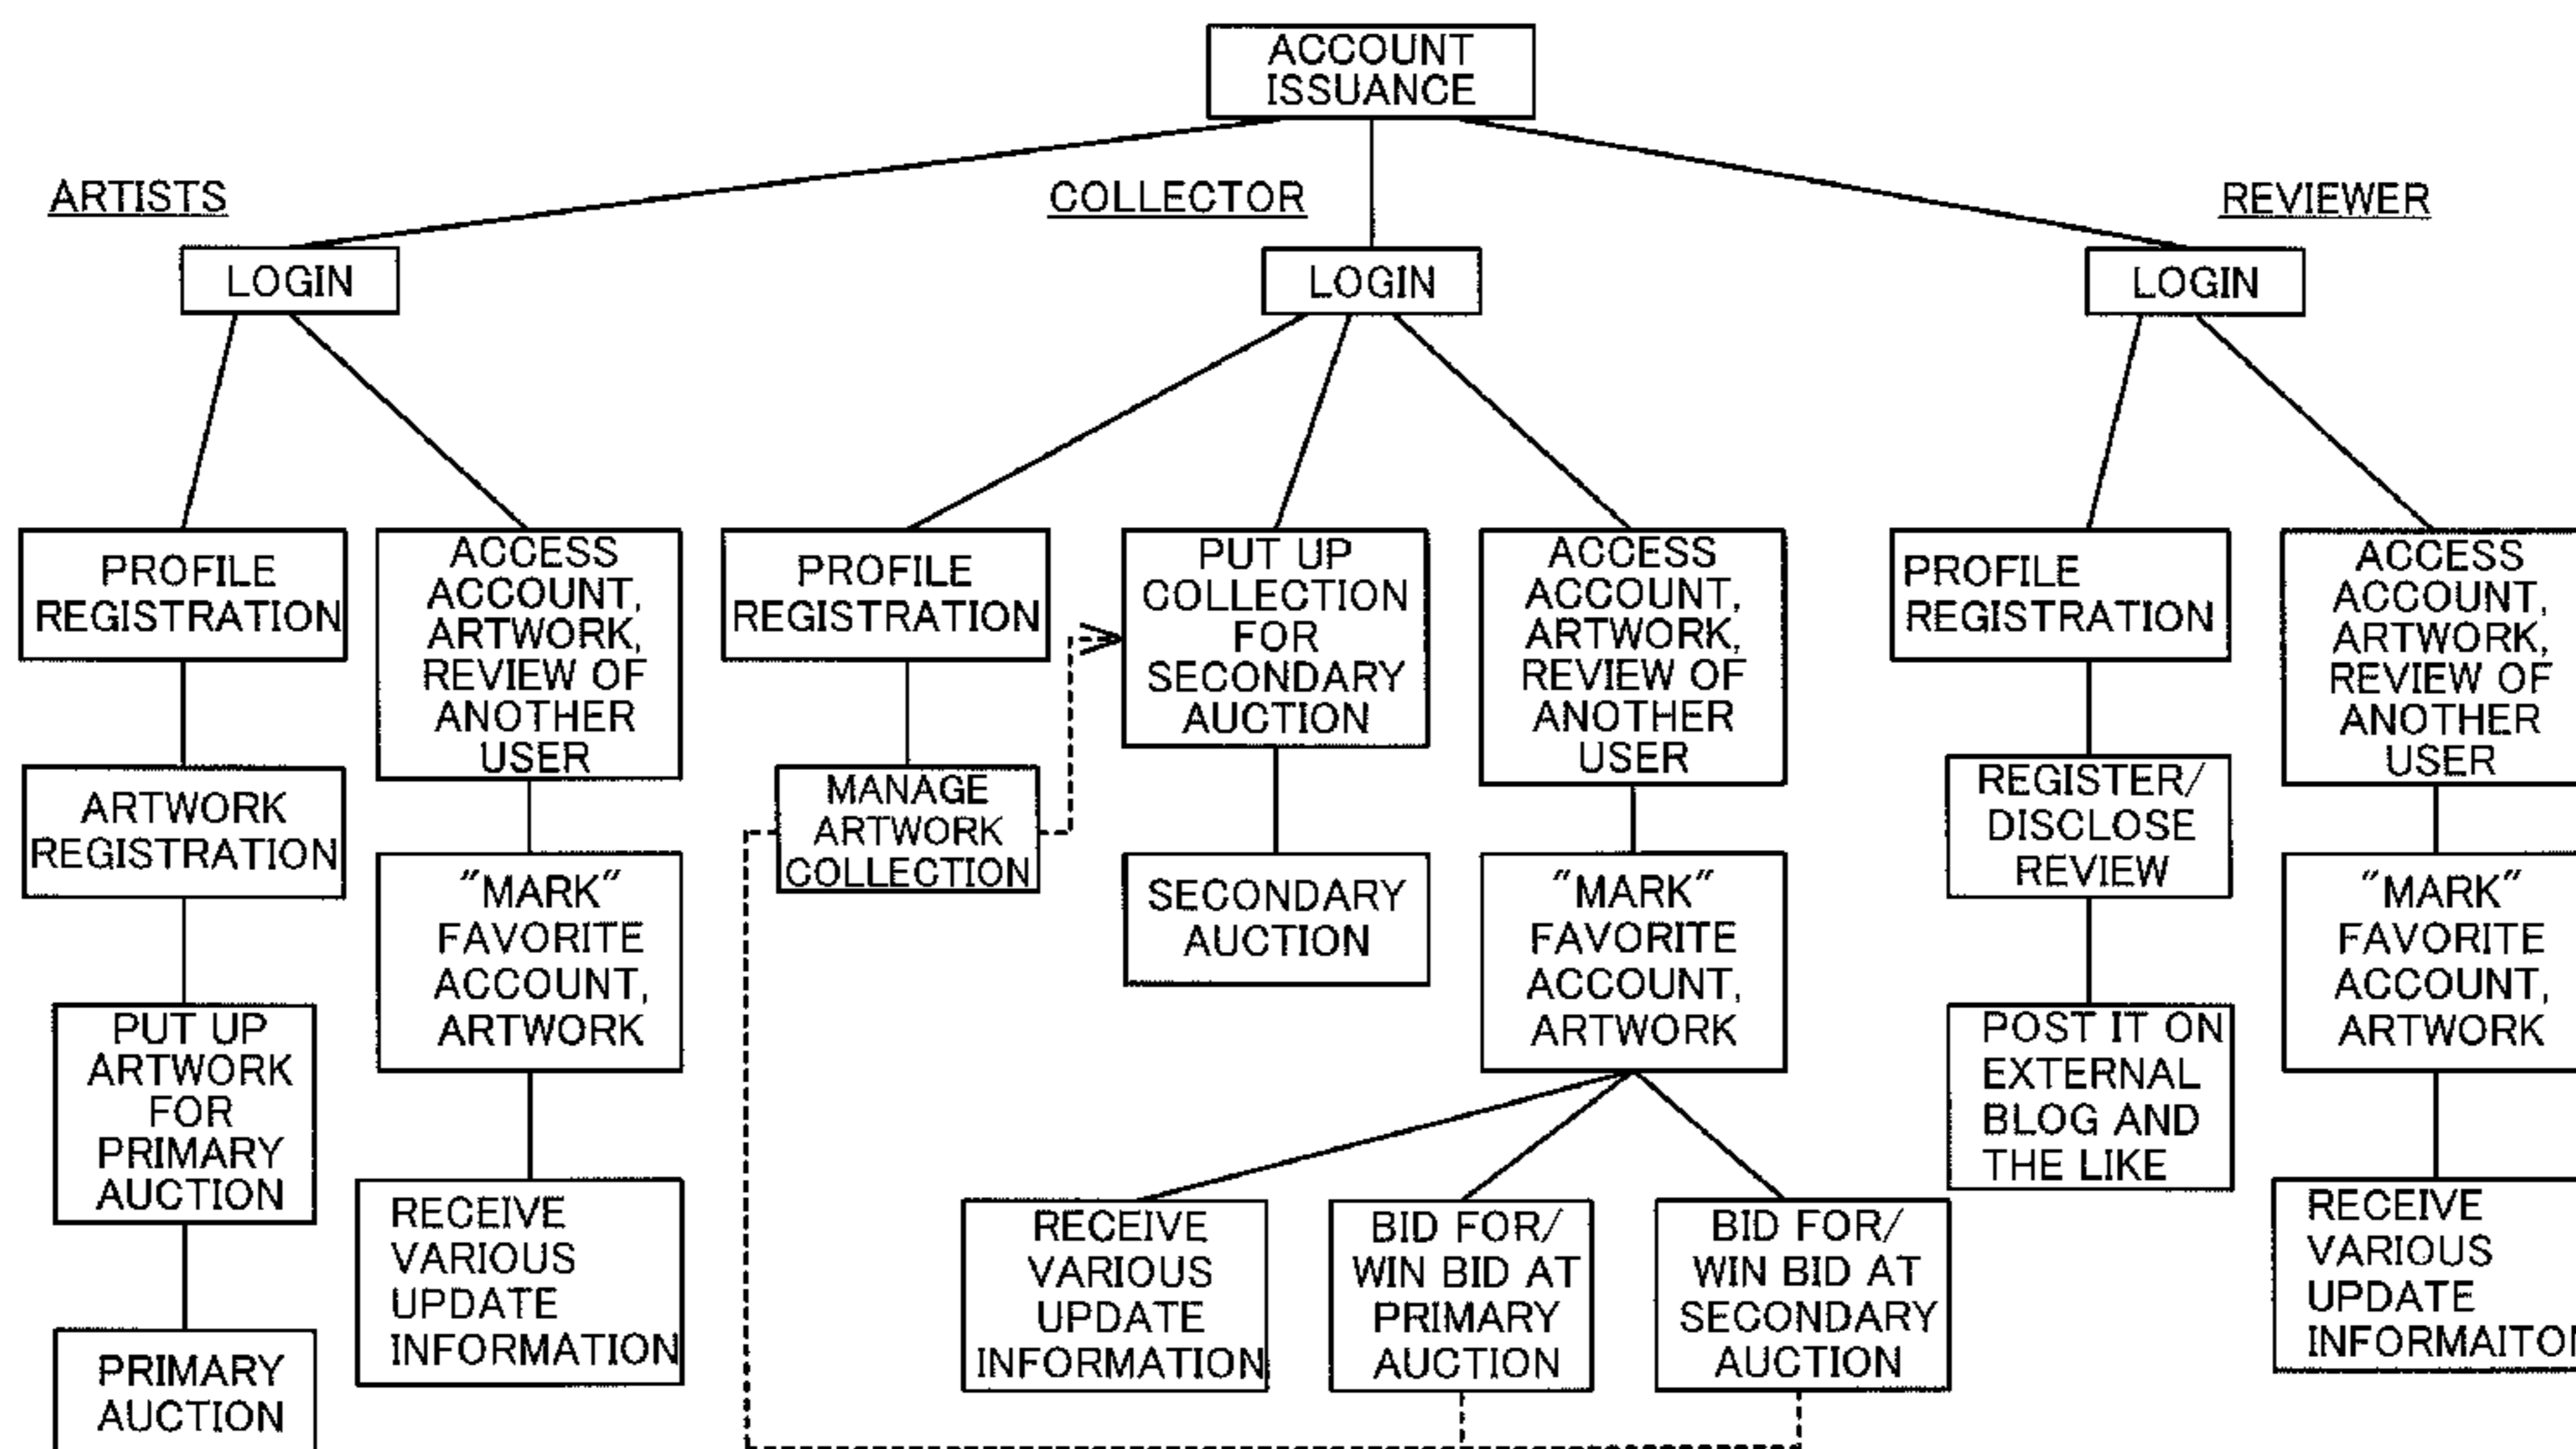 ACCOUNT
ISSUANCE
ARTISTS
COLLECTOR
REVIEWER
LOGIN
LOGIN
LOGIN
PROFILE
REGISTRATION
ACCESS
ACCOUNT,
ARTWORK,
REVIEW OF
ANOTHER
USER
PROFILE
REGISTRATION
PUT UP
COLLECTION
FOR
SECONDARY
AUCTION
ACCESS
ACCOUNT,
ARTWORK,
REVIEW OF
ANOTHER
USER
PROFILE
REGISTRATION
ACCESS
ACCOUNT,
ARTWORK,
REVIEW OF
ANOTHER
USER
ARTWORK
REGISTRATION
MANAGE
ARTWORK
COLLECTION
REGISTER/
DISCLOSE
REVIEW
"MARK"
FAVORITE
ACCOUNT,
ARTWORK
SECONDARY
AUCTION
"MARK"
FAVORITE
ACCOUNT,
ARTWORK
"MARK"
FAVORITE
ACCOUNT,
ARTWORK
PUT UP
ARTWORK
FOR
PRIMARY
AUCTION
POST IT ON
EXTERNAL
BLOG AND
THE LIKE
RECEIVE
VARIOUS
UPDATE
INFORMATION
RECEIVE
VARIOUS
UPDATE
INFORMATION
BID FOR/
WIN BID AT
PRIMARY
AUCTION
BID FOR/
WIN BID AT
SECONDARY
AUCTION
RECEIVE
VARIOUS
UPDATE
INFORMAITON
PRIMARY
AUCTION